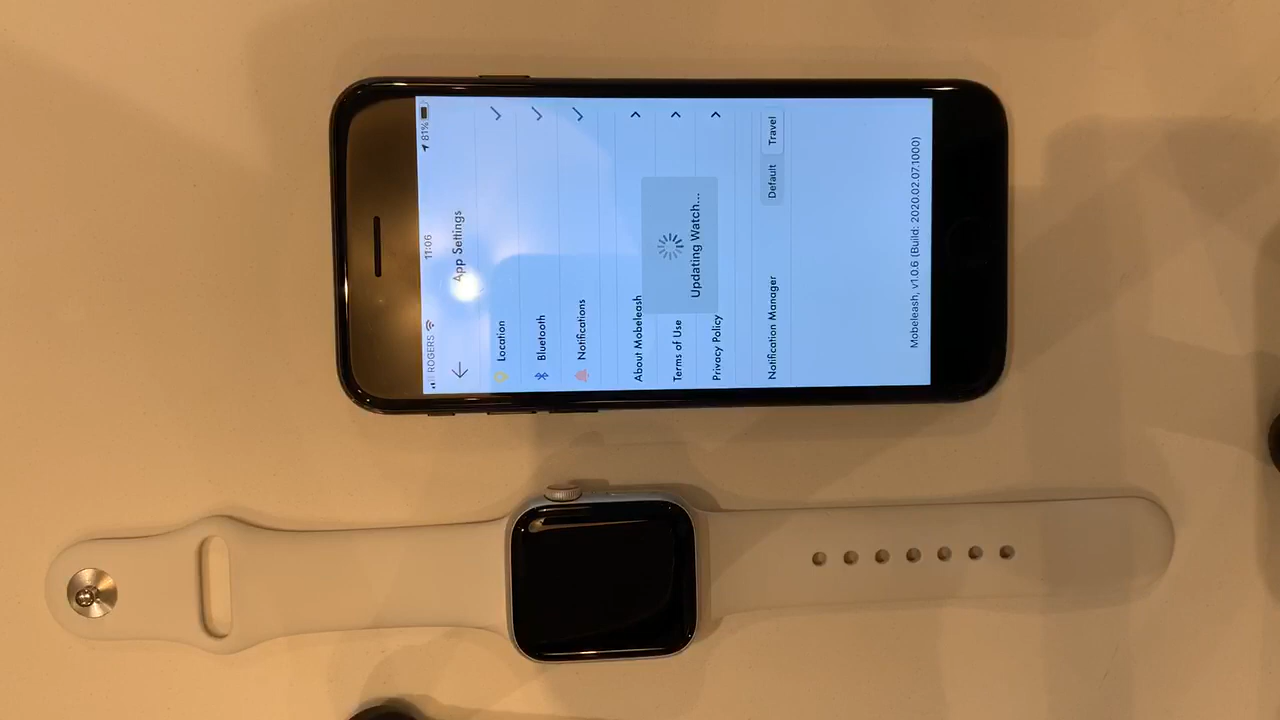 ROGERS 11:06 81%
App Settings
Location
Bluetooth
Notifications
About Mobeleash
Terms of Use
Updating Watch...
Privacy Policy
Notification Manager Default Travel
Mobeleash, v1.0.6 (Build: 2020.02.07.1000)